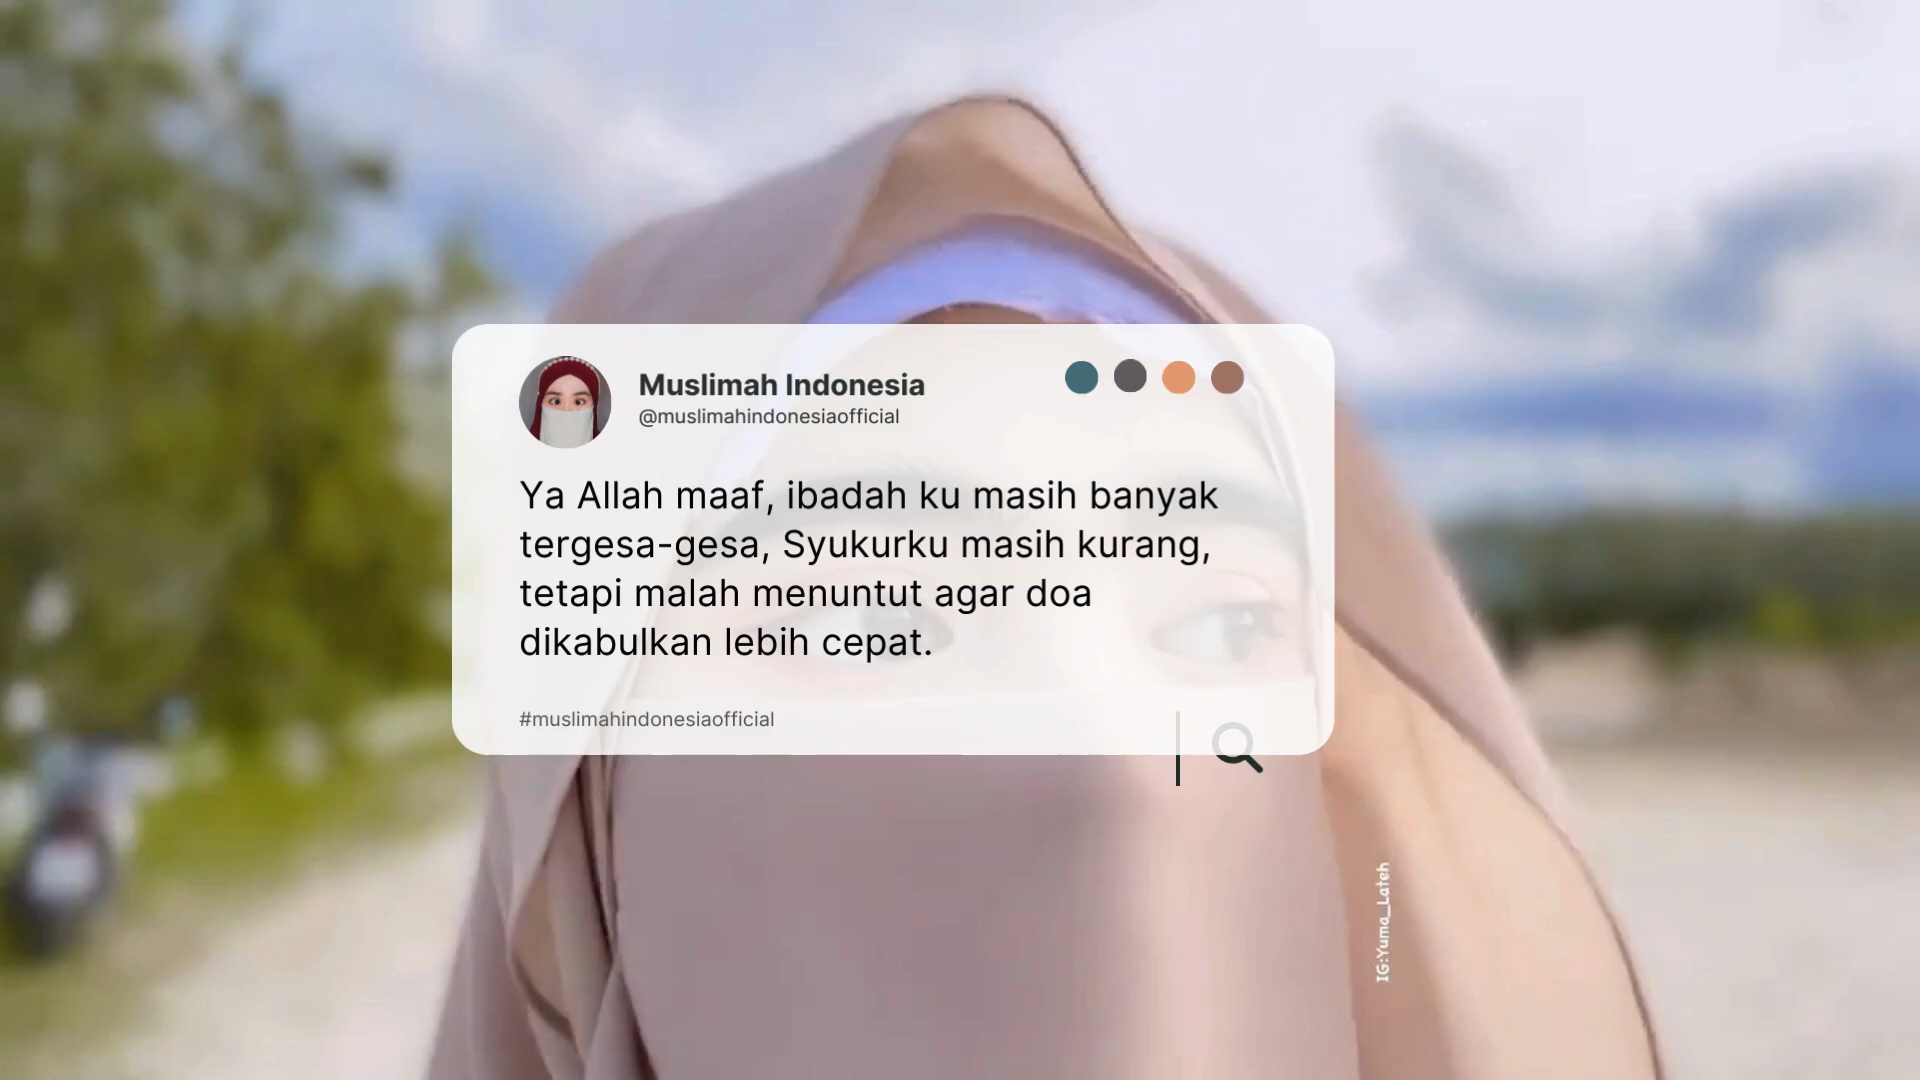 Muslimah Indonesia
@muslimahindonesiaofficial
Ya Allah maaf, ibadah ku masih banyak
tergesa-gesa, Syukurku masih kurang,
tetapi malah menuntut agar doa
dikabulkan lebih cepat.
#muslimahindonesiaofficial
IG:Yuma_Lateh